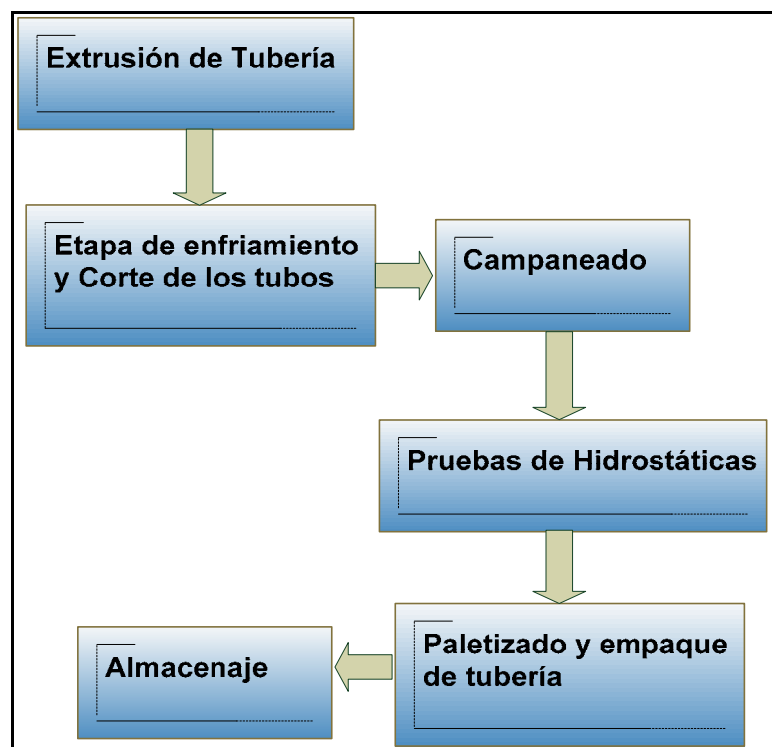 Extrusión de Tubería
Etapa de enfriamiento
y Corte de los tubos
Campaneado
Pruebas de Hidrostáticas
Paletizado y empaque
de tubería
Almacenaje